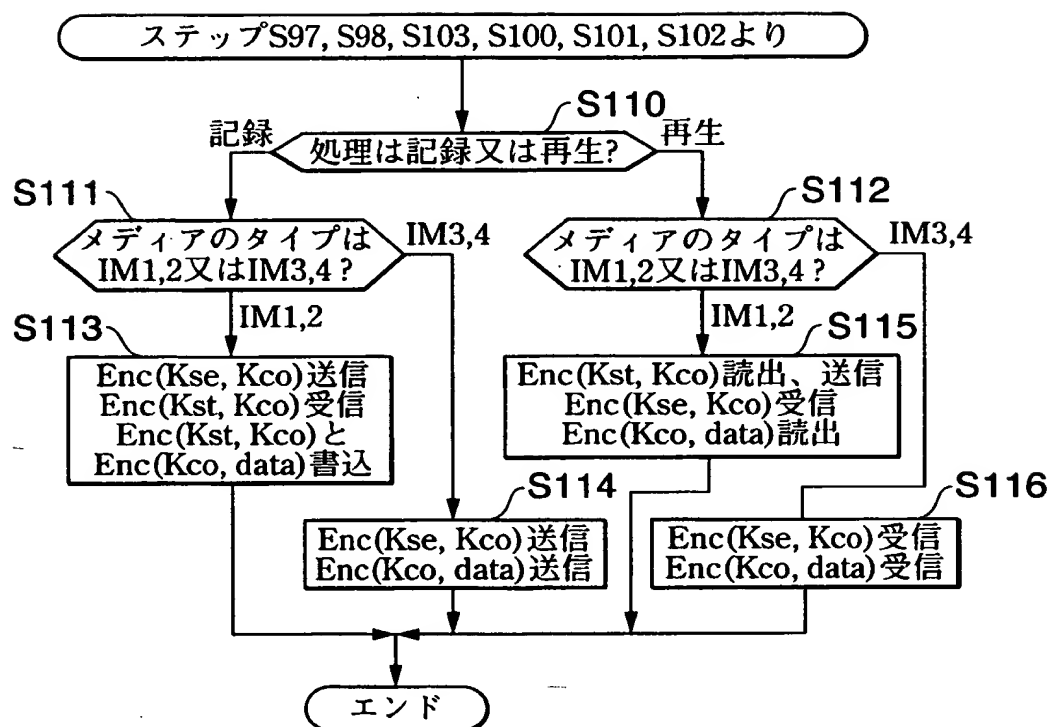 ステップS97, S98, S103, S100, S101, S102より
S110
記録
処理は記録又は再生?
再生
S111
メディアのタイプは
IM1,2又はIM3,4?
IM3,4
S112
メディアのタイプは
IM1,2又はIM3,4?
IM3,4
IM1,2
IM1,2
S113
Enc(Kse, Kco)送信
Enc(Kst, Kco)受信
Enc(Kst, Kco)と
Enc(Kco, data)書込
S115
Enc(Kst, Kco)読出、送信
Enc(Kse, Kco)受信
Enc(Kco, data)読出
S114
Enc(Kse, Kco)送信
Enc(Kco, data)送信
S116
Enc(Kse, Kco)受信
Enc(Kco, data)受信
エンド